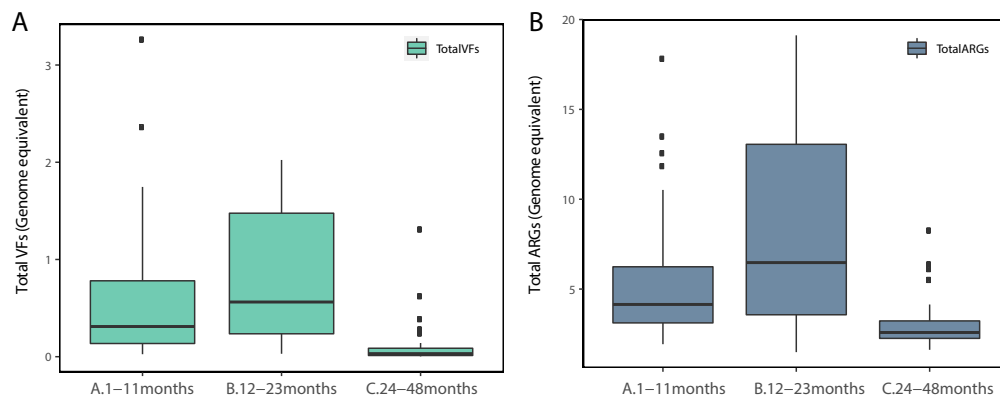 A
TotalVFs
Total VFs (Genome equivalent)
3
2
1
0
A.1−11months
B.12−23months
C.24−48months
B
TotalARGs
Total ARGs (Genome equivalent)
20
15
10
5
A.1−11months
B.12−23months
C.24−48months